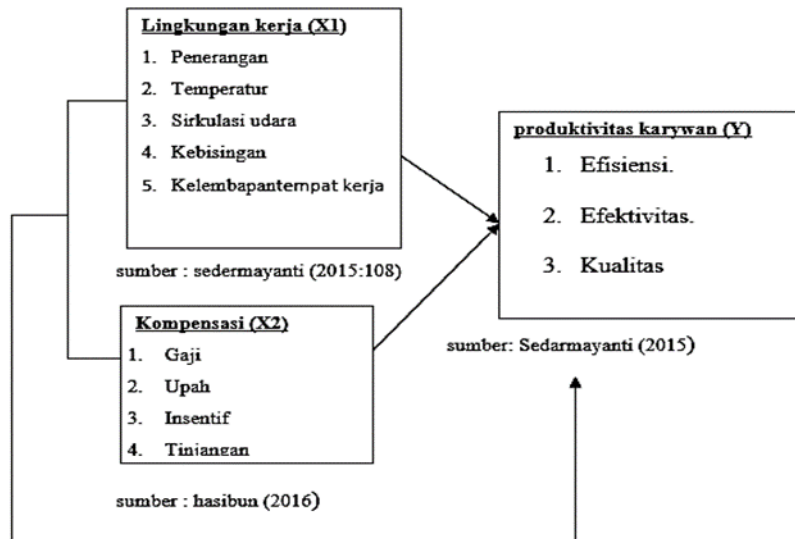 Lingkungan kerja (X1)
1. Penerangan
2. Temperatur
3. Sirkulasi udara
4. Kebisingan
5. Kelembapantempat kerja
sumber : sedermayanti (2015:108)
Kompensasi (X2)
1. Gaji
2. Upah
3. Insentif
4. Tinjangan
sumber : hasibun (2016)
produktivitas karywan (Y)
1. Efisiensi.
2. Efektivitas.
3. Kualitas
sumber: Sedarmayanti (2015)